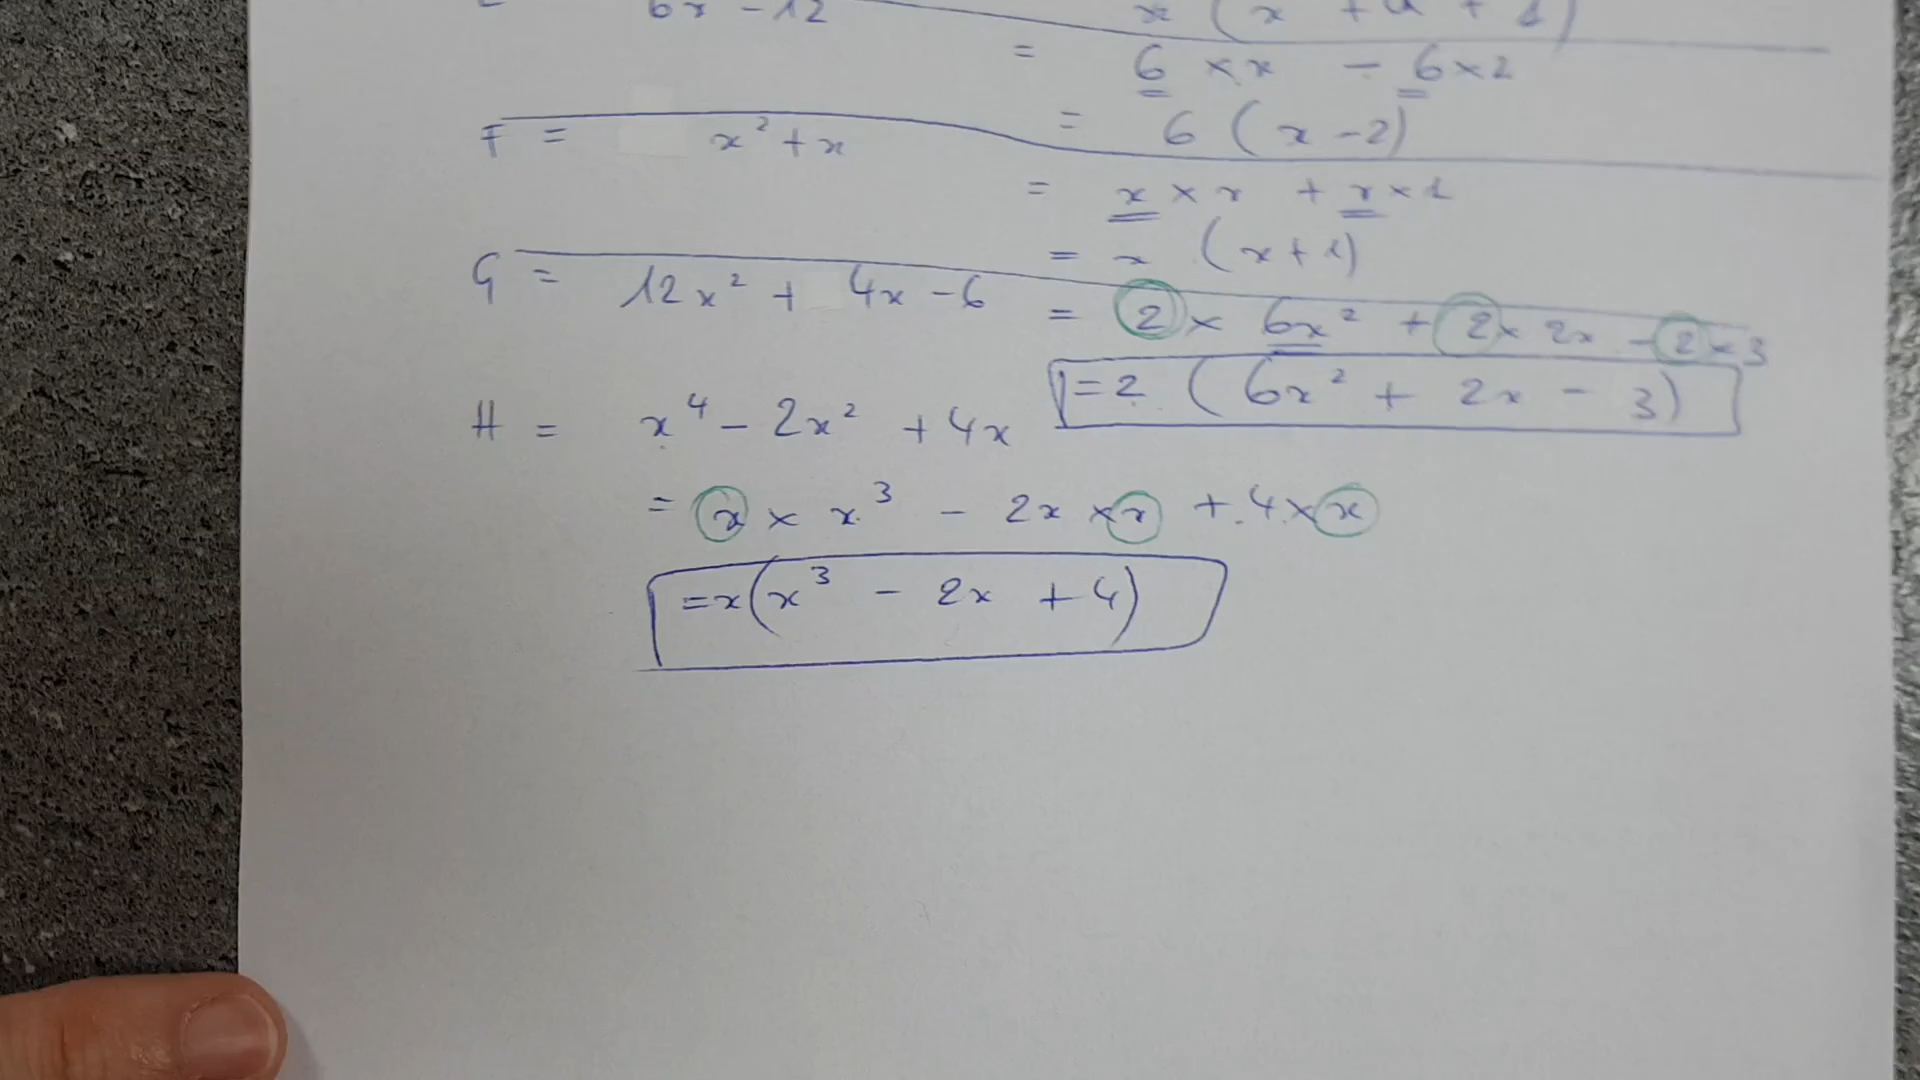 6x - 12
= 6 × x - 6 × 2
= 6 ( x - 2 )
F = x² + x
= x × x + x × 1
= x ( x + 1 )
G = 12x² + 4x - 6
= 2 × 6x² + 2 × 2x - 2 × 3
= 2 ( 6x² + 2x - 3 )
H = x⁴ - 2x² + 4x
= x × x³ - 2x × x + 4 × x
= x ( x³ - 2x + 4 )